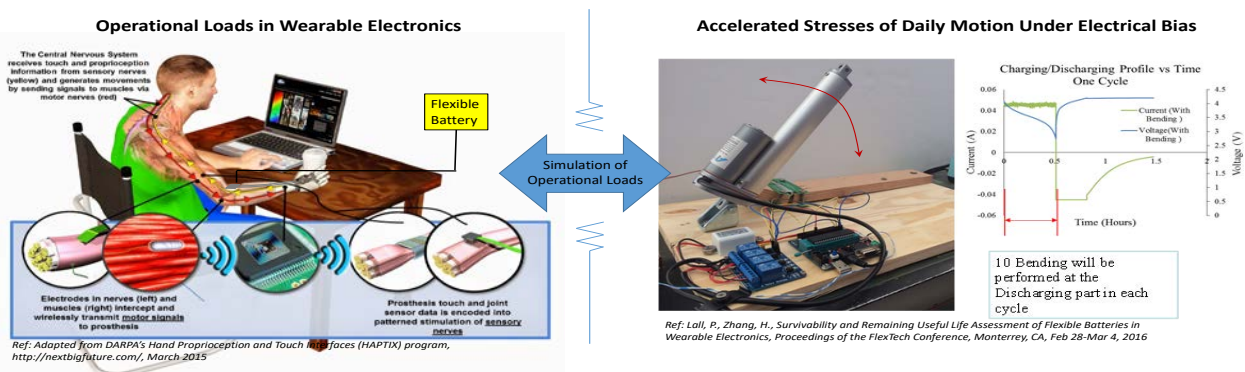 Operational Loads in Wearable Electronics
The Central Nervous System
receives touch and proprioception
information from sensory nerves
(yellow) and generates movements
by sending signals to muscles via
motor nerves (red)
Flexible
Battery
Electrodes in nerves (left) and
muscles (right) intercept and
wirelessly transmit motor signals
to prosthesis
Prosthesis touch and joint
sensor data is encoded into
patterned stimulation of sensory
nerves
Ref: Adapted from DARPA's Hand Proprioception and Touch Interfaces (HAPTIX) program,
http://nextbigfuture.com/, March 2015
Simulation of
Operational Loads
Accelerated Stresses of Daily Motion Under Electrical Bias
Charging/Discharging Profile vs Time
One Cycle
Current (With
Bending )
Voltage(With
Bending )
Current (A)
0.06
0.04
0.02
0
-0.02
-0.04
-0.06
0 0.5 1 1.5 2
4.5
4
3.5
3
2.5
2
1.5
1
0.5
0
Voltage (V)
Time (Hours)
10 Bending will be
performed at the
Discharging part in each
cycle
Ref: Lall, P., Zhang, H., Survivability and Remaining Useful Life Assessment of Flexible Batteries in
Wearable Electronics, Proceedings of the FlexTech Conference, Monterrey, CA, Feb 28-Mar 4, 2016